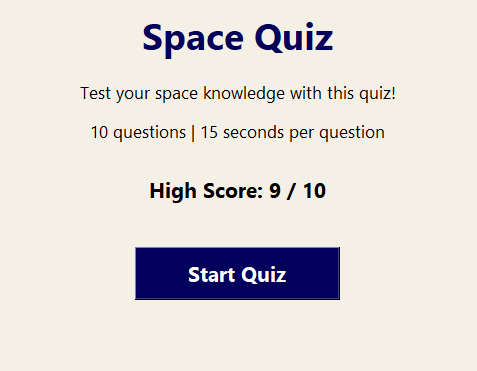 Space Quiz
Test your space knowledge with this quiz!
10 questions | 15 seconds per question
High Score: 9 / 10
Start Quiz